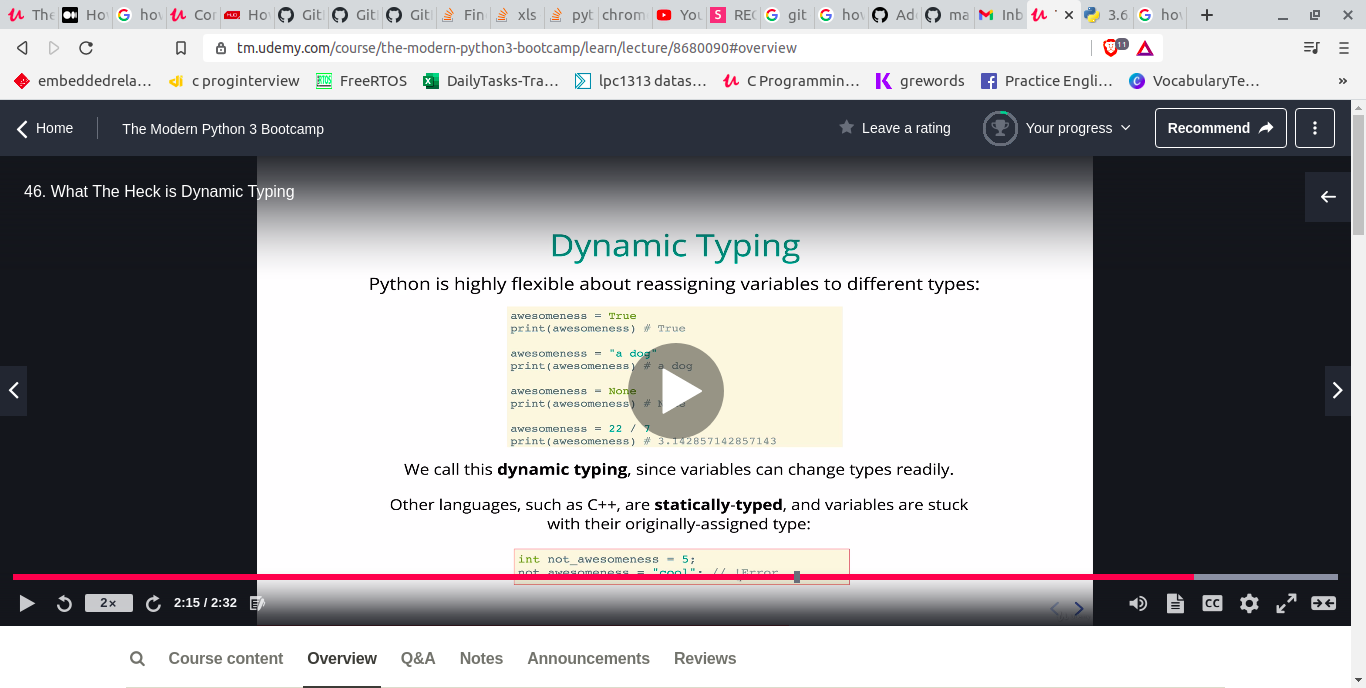 The
Hov
hov
Cou
Hov
Git
Git
Git
Fin
xls
pyt
chrom
You
REC
git
hov
Ad
ma
Inb
3.6
hov
tm.udemy.com/course/the-modern-python3-bootcamp/learn/lecture/8680090#overview
11
embeddedrela...
c proginterview
FreeRTOS
DailyTasks-Tra...
lpc1313 datas...
C Programmin...
grewords
Practice Engli...
VocabularyTe...
»
Home
The Modern Python 3 Bootcamp
Leave a rating
Your progress
Recommend
46. What The Heck is Dynamic Typing
Dynamic Typing
Python is highly flexible about reassigning variables to different types:
awesomeness = True
print(awesomeness) # True
awesomeness = "a dog"
print(awesomeness) # a dog
awesomeness = None
print(awesomeness) # None
awesomeness = 22 / 7
print(awesomeness) # 3.142857142857143
We call this dynamic typing, since variables can change types readily.
Other languages, such as C++, are statically-typed, and variables are stuck
with their originally-assigned type:
int not_awesomeness = 5;
not_awesomeness = "cool"; // !Error
2x
2:15 / 2:32
CC
Course content
Overview
Q&A
Notes
Announcements
Reviews